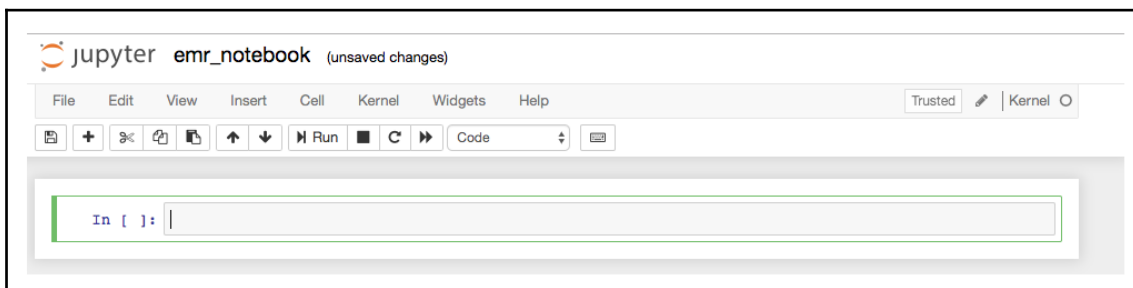 jupyter emr_notebook (unsaved changes)
File Edit View Insert Cell Kernel Widgets Help Trusted Kernel
Run Code
In [ ]: